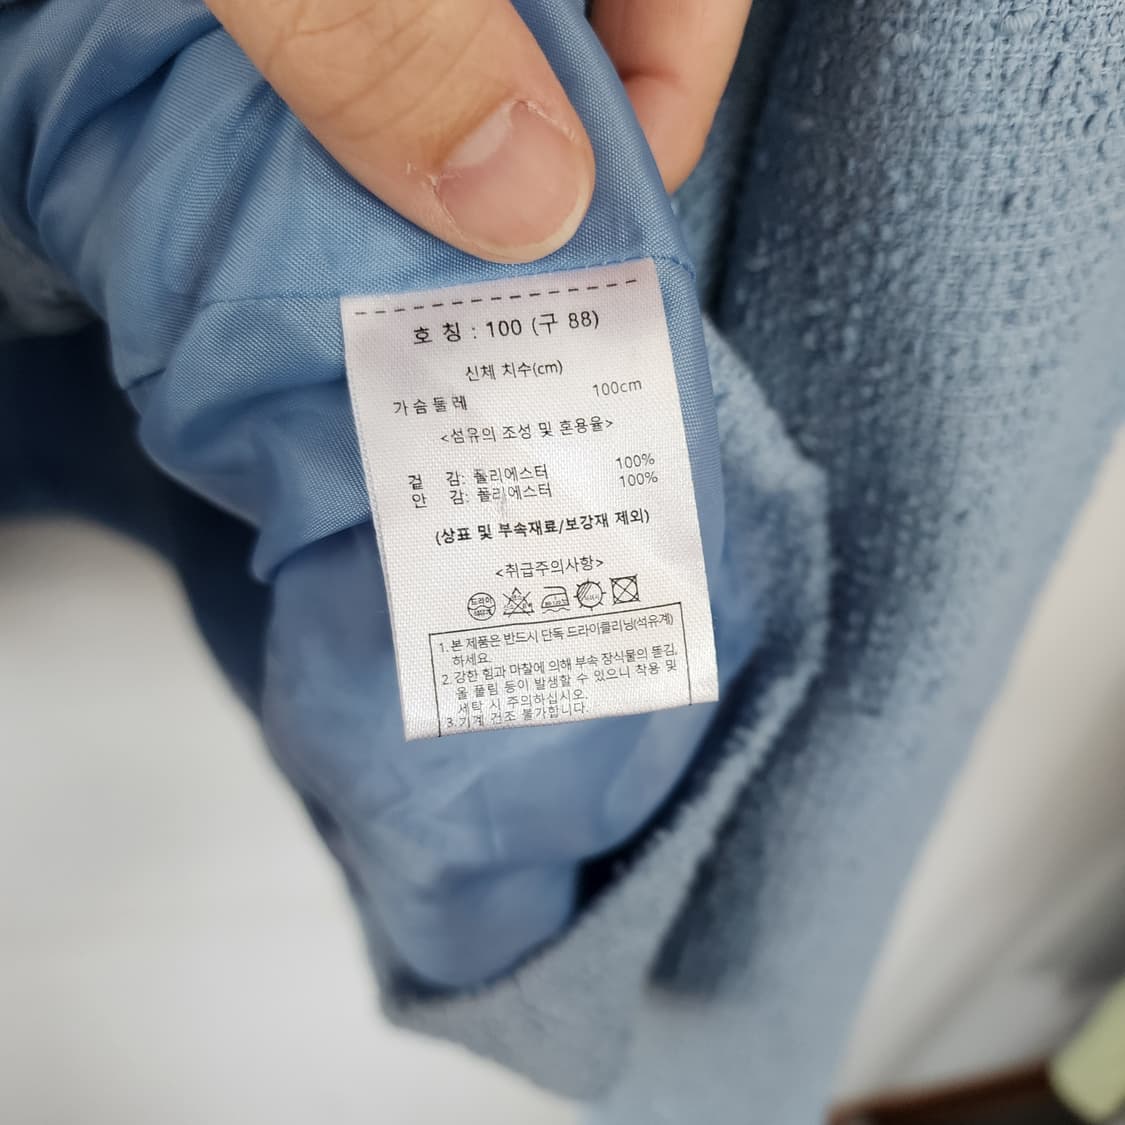 호 칭 : 100 (구 88)
신체 치수(cm)
가슴둘레 100cm
<섬유의 조성 및 혼용율>
겉 감: 폴리에스터 100%
안 감: 폴리에스터 100%
(상표 및 부속재료/보강재 제외)
<취급주의사항>
드라이
석유계
1. 본 제품은 반드시 단독 드라이클리닝(석유계)
하세요.
2. 강한 힘과 마찰에 의해 부속 장식물의 뜯김,
올 풀림 등이 발생할 수 있으니 착용 및
세탁 시 주의하십시오.
3. 기계 건조 불가합니다.